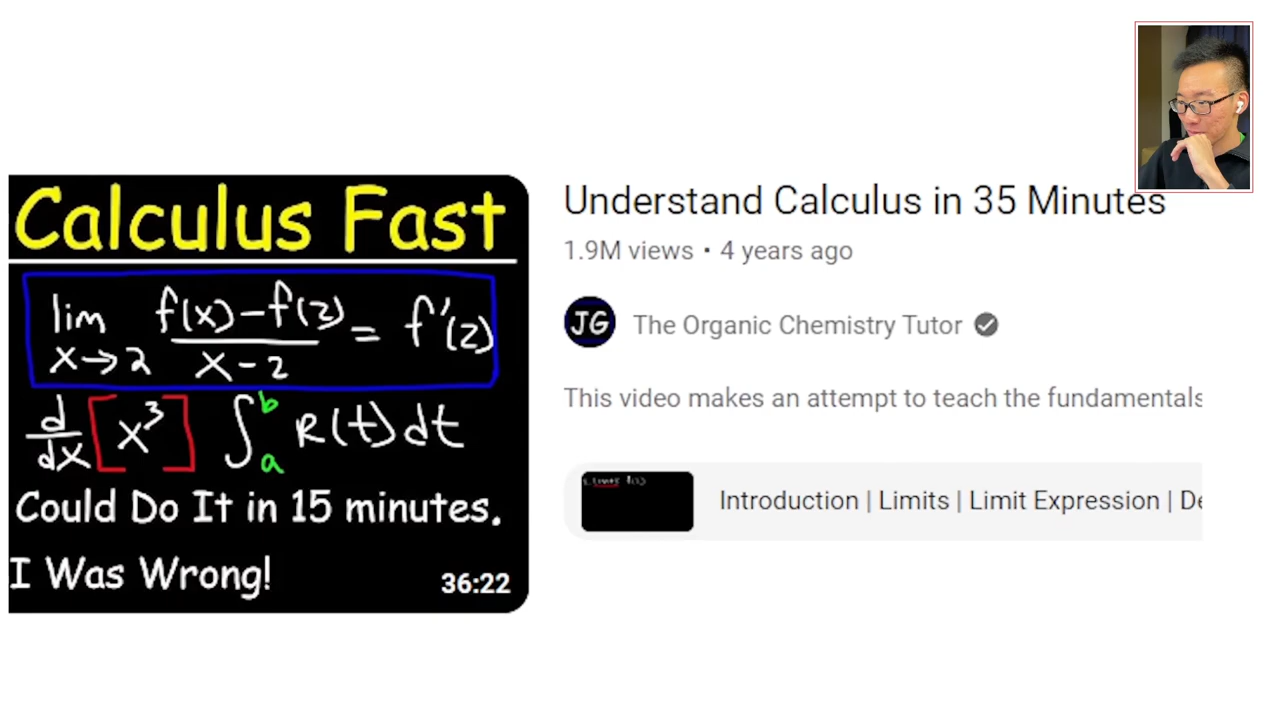 Calculus Fast
lim x→2 f(x)-f(2) / x-2 = f'(2)
d/dx [x³] ∫ₐᵇ R(t)dt
Could Do It in 15 minutes.
I Was Wrong!
36:22
Understand Calculus in 35 Minutes
1.9M views • 4 years ago
JG The Organic Chemistry Tutor
This video makes an attempt to teach the fundamentals
Introduction | Limits | Limit Expression | De